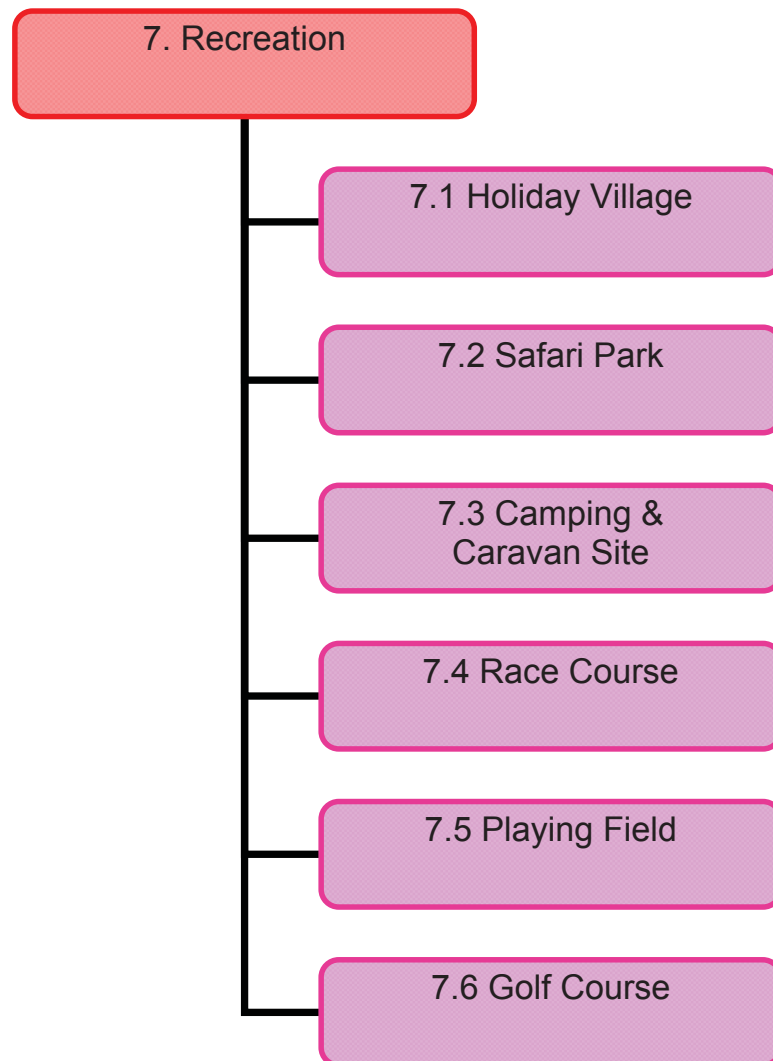 7. Recreation
7.1 Holiday Village
7.2 Safari Park
7.3 Camping &
Caravan Site
7.4 Race Course
7.5 Playing Field
7.6 Golf Course